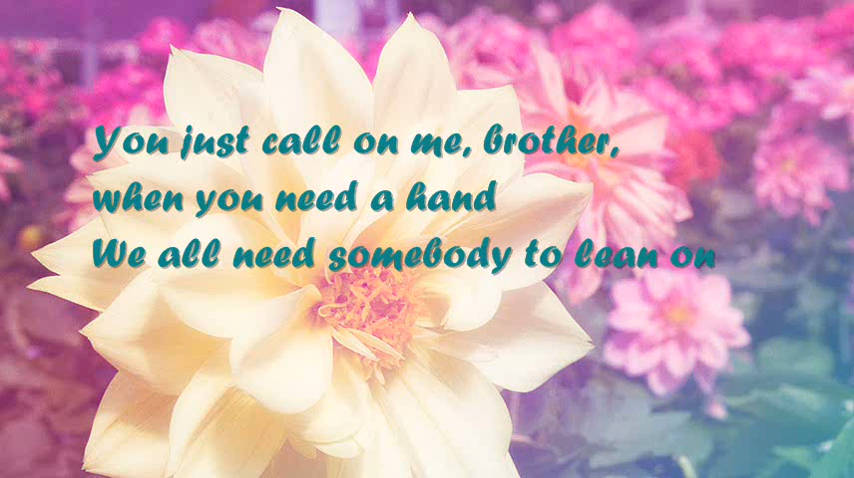 You just call on me, brother,
when you need a hand
We all need somebody to lean on